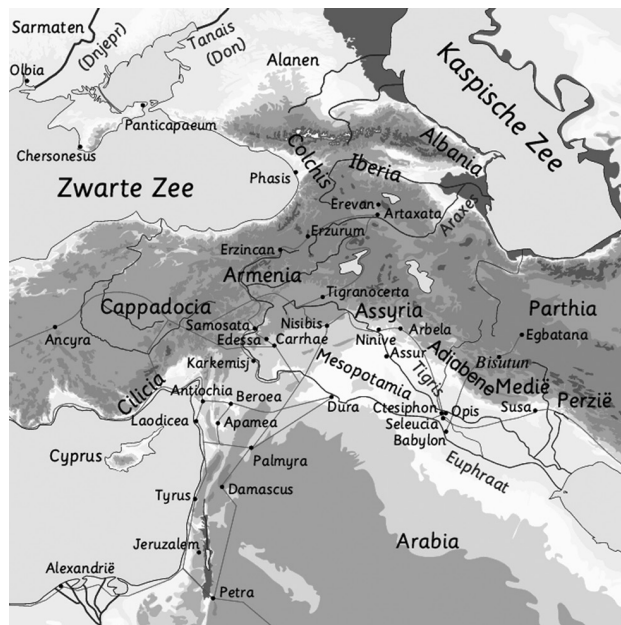 Sarmaten
(Dnjepr)
Tanais
(Don)
Olbia
Alanen
Kaspische Zee
Panticapaeum
Chersonesus
Colchis
Albania
Zwarte Zee
Phasis
Iberia
Erevan
Artaxata
Araxes
Erzurum
Erzincan
Armenia
Tigranocerta
Cappadocia
Assyria
Parthia
Samosata
Nisibis
Arbela
Egbatana
Ancyra
Edessa
Carrhae
Ninive
Karkemisj
Assur
Adiabene
Bisutun
Mesopotamia
Tigris
Medië
Cilicia
Antiochia
Beroea
Dura
Ctesiphon
Opis
Susa
Perzië
Laodicea
Apamea
Seleucia
Babylon
Cyprus
Palmyra
Euphraat
Tyrus
Damascus
Jeruzalem
Arabia
Alexandrië
Petra